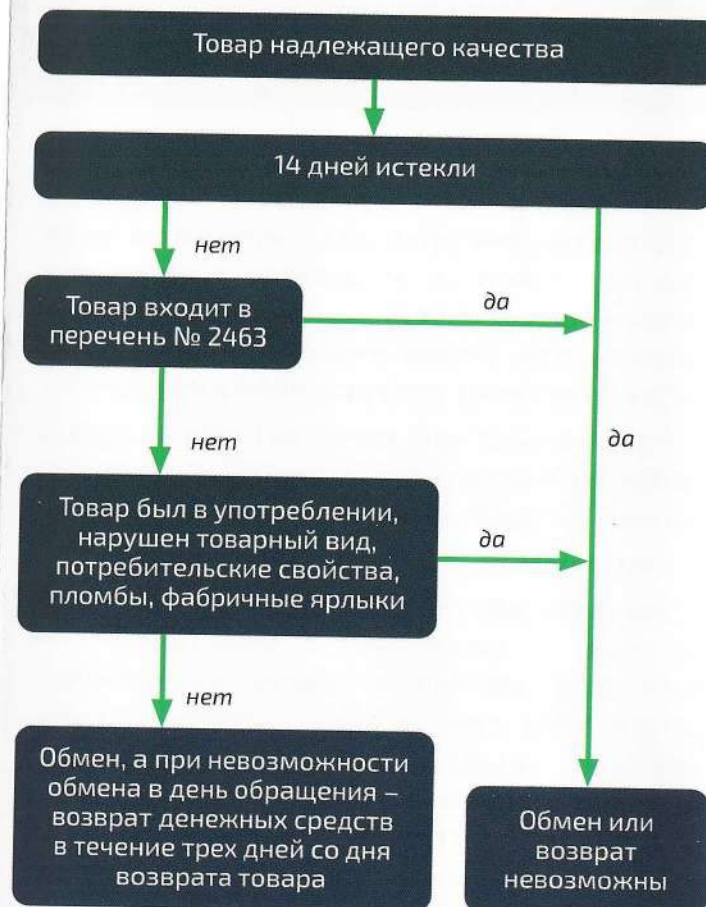 Товар надлежащего качества
14 дней истекли
нет
Товар входит в
перечень № 2463
да
нет
да
Товар был в употреблении,
нарушен товарный вид,
потребительские свойства,
пломбы, фабричные ярлыки
да
нет
Обмен, а при невозможности
обмена в день обращения –
возврат денежных средств
в течение трех дней со дня
возврата товара
Обмен или
возврат
невозможны